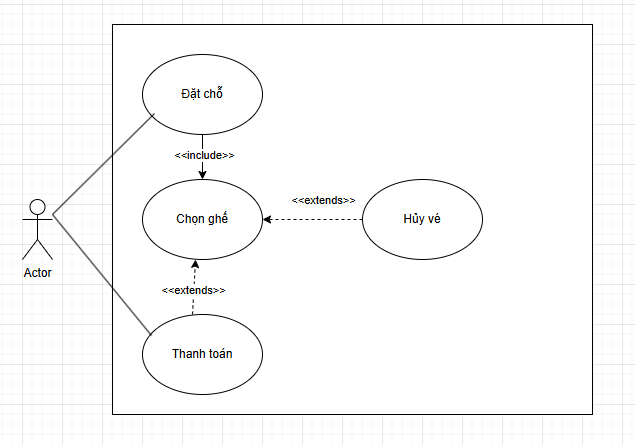 Đặt chỗ
<<include>>
Chọn ghế
<<extends>>
Hủy vé
Actor
<<extends>>
Thanh toán